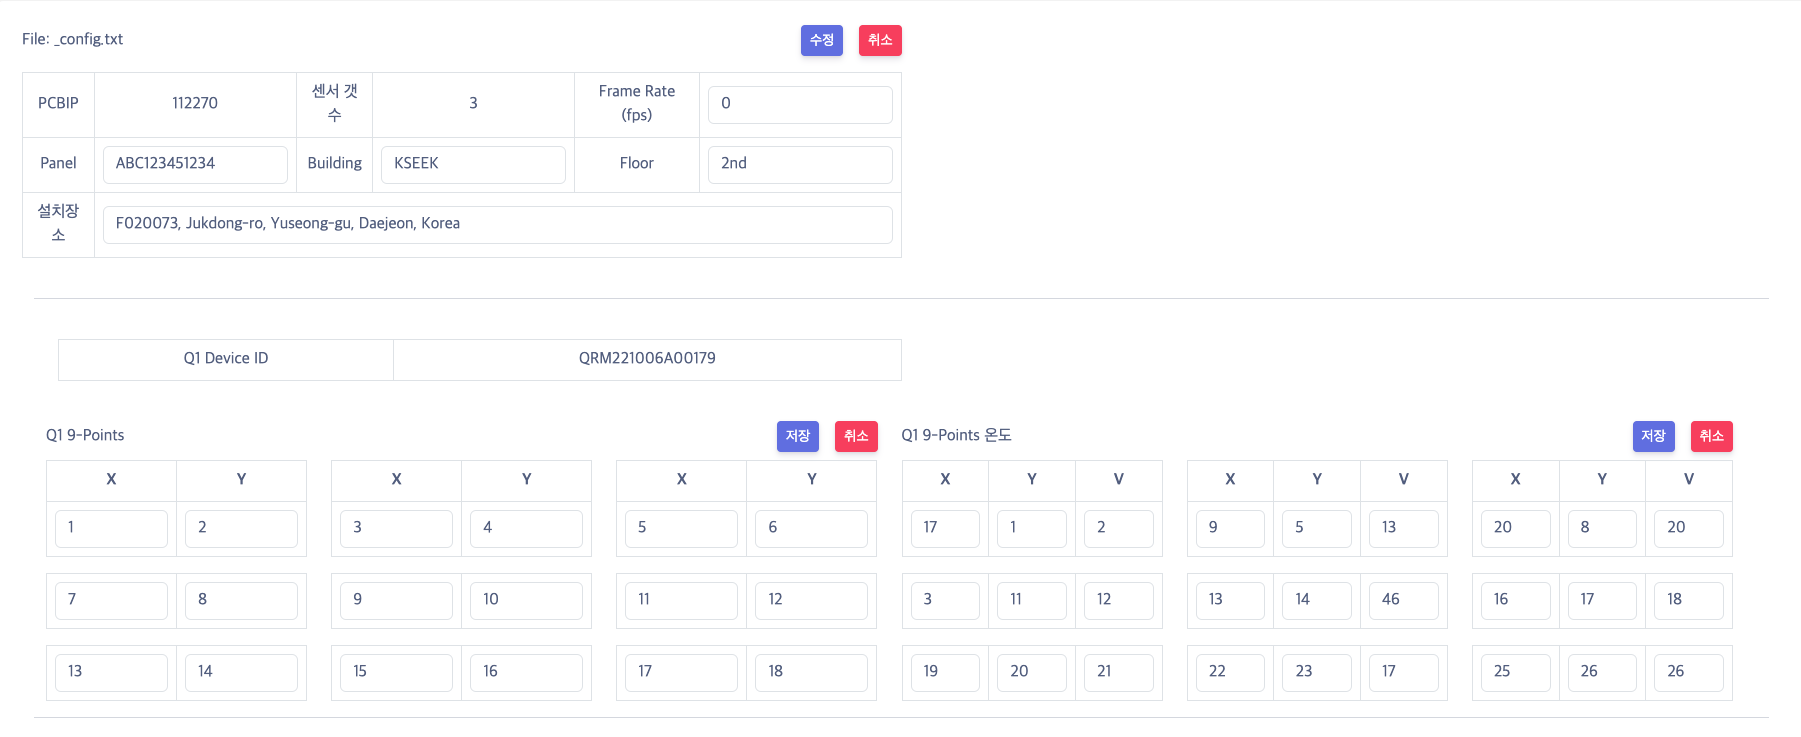 File: _config.txt
수정 취소
PCBIP 112270 센서 갯수 3 Frame Rate (fps) 0
Panel ABC123451234 Building KSEEK Floor 2nd
설치장소 F020073, Jukdong-ro, Yuseong-gu, Daejeon, Korea
Q1 Device ID QRM221006A00179
Q1 9-Points 저장 취소
X Y X Y X Y
1 2 3 4 5 6
7 8 9 10 11 12
13 14 15 16 17 18
Q1 9-Points 온도 저장 취소
X Y V X Y V X Y V
17 1 2 9 5 13 20 8 20
3 11 12 13 14 46 16 17 18
19 20 21 22 23 17 25 26 26